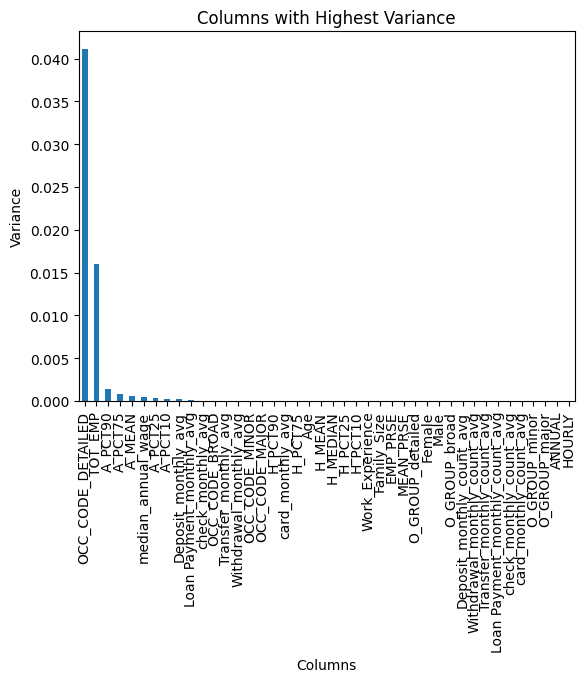 Columns with Highest Variance
Variance
0.040
0.035
0.030
0.025
0.020
0.015
0.010
0.005
0.000
OCC_CODE_DETAILED
TOT_EMP
A_PCT90
A_PCT75
A_MEAN
median_annual_wage
A_PCT25
A_PCT10
Deposit_monthly_avg
Loan Payment_monthly_avg
check_monthly_avg
OCC_CODE_BROAD
Transfer_monthly_avg
Withdrawal_monthly_avg
OCC_CODE_MINOR
OCC_CODE_MAJOR
H_PCT90
card_monthly_avg
H_PCT75
Age
H_MEAN
H_MEDIAN
H_PCT25
H_PCT10
Work_Experience
Family_Size
EMP_PRSE
MEAN_PRSE
O_GROUP_detailed
Female
Male
O_GROUP_broad
Deposit_monthly_count_avg
Withdrawal_monthly_count_avg
Transfer_monthly_count_avg
Loan Payment_monthly_count_avg
check_monthly_count_avg
card_monthly_count_avg
O_GROUP_minor
O_GROUP_major
ANNUAL
HOURLY
Columns